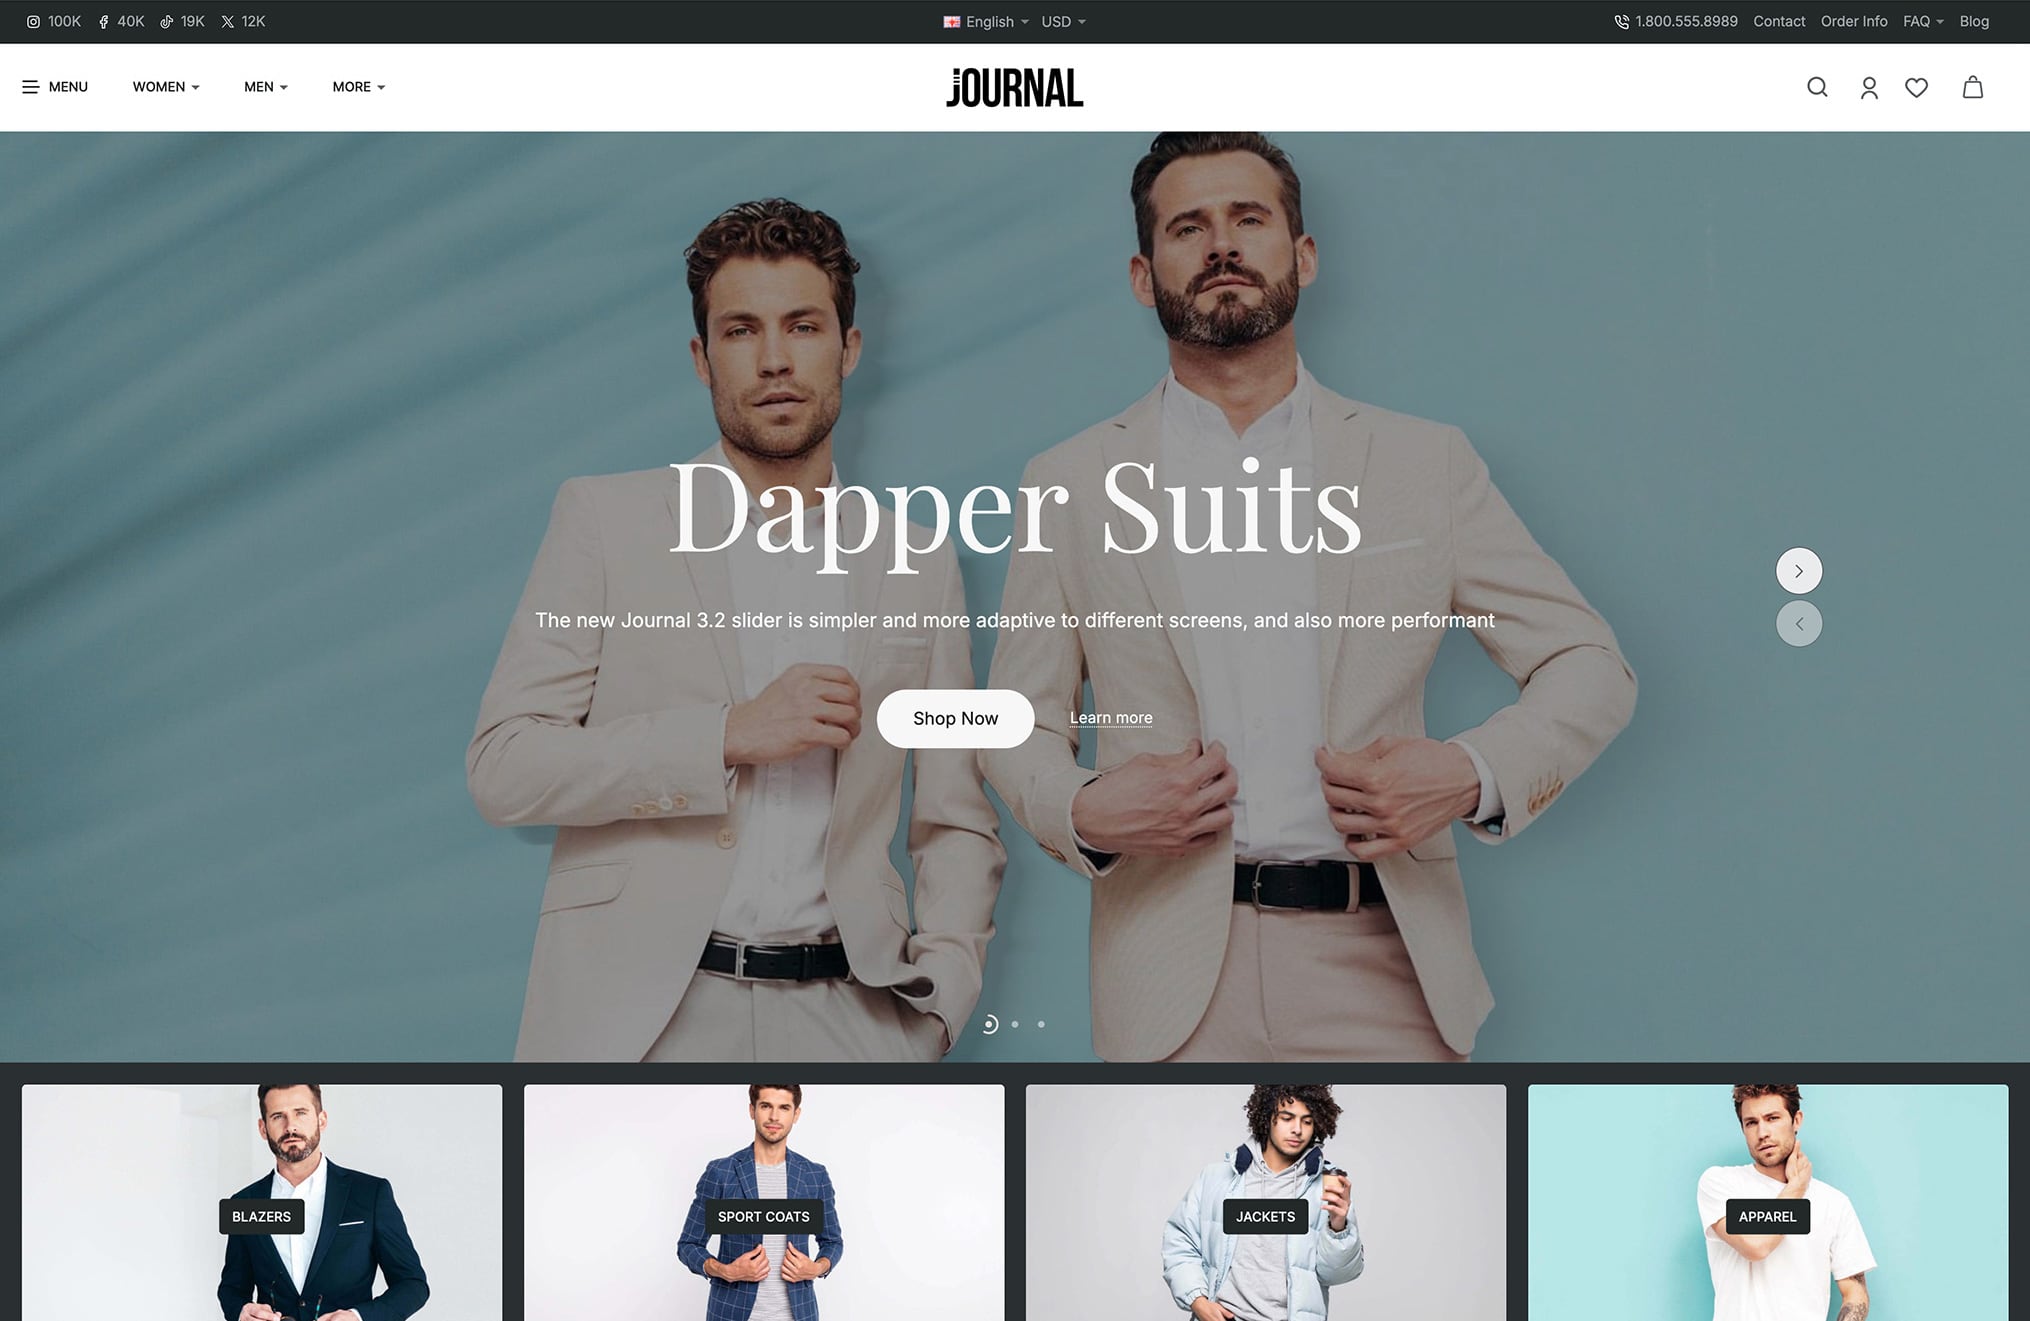 100K 40K 19K 12K English USD 1.800.555.8989 Contact Order Info FAQ Blog
MENU WOMEN MEN MORE JOURNAL
Dapper Suits
The new Journal 3.2 slider is simpler and more adaptive to different screens, and also more performant
Shop Now Learn more
BLAZERS SPORT COATS JACKETS APPAREL